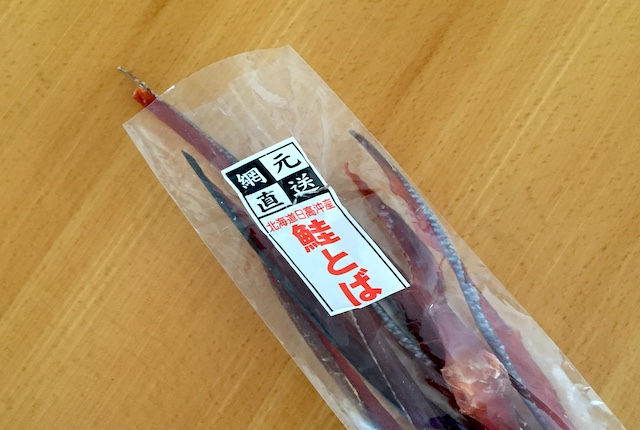 網元
直送
北海道日高沖産
鮭とば